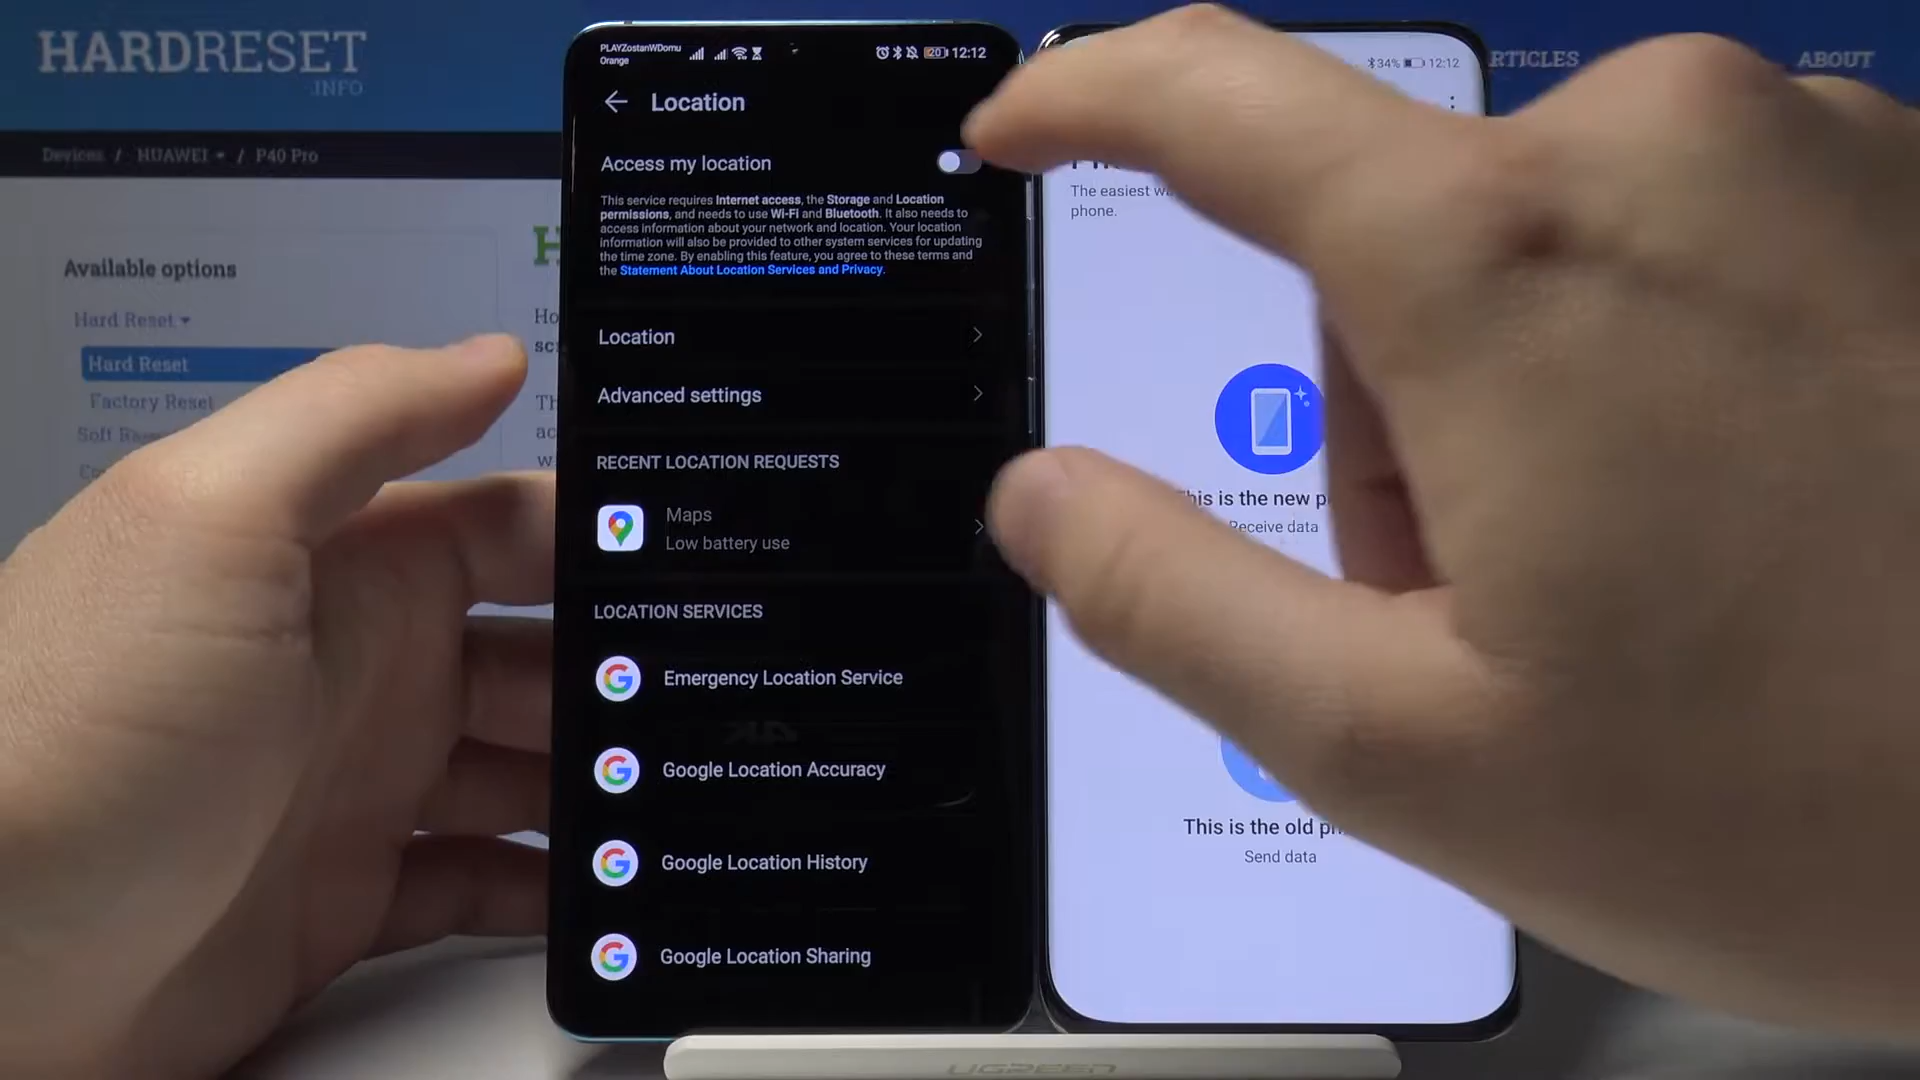 HARDRESET
.INFO
RTICLES
ABOUT
Devices / HUAWEI / P40 Pro
Available options
Hard Reset
Hard Reset
Factory Reset
PLAYZostanWDomu
Orange
20
12:12
Location
Access my location
This service requires Internet access, the Storage and Location
permissions, and needs to use Wi-Fi and Bluetooth. It also needs to
access information about your network and location. Your location
information will also be provided to other system services for updating
the time zone. By enabling this feature, you agree to these terms and
the Statement About Location Services and Privacy.
Location
Advanced settings
RECENT LOCATION REQUESTS
Maps
Low battery use
LOCATION SERVICES
Emergency Location Service
Google Location Accuracy
Google Location History
Google Location Sharing
34% 12:12
The easiest
phone.
This is the new
Receive data
This is the old
Send data
UGREEN